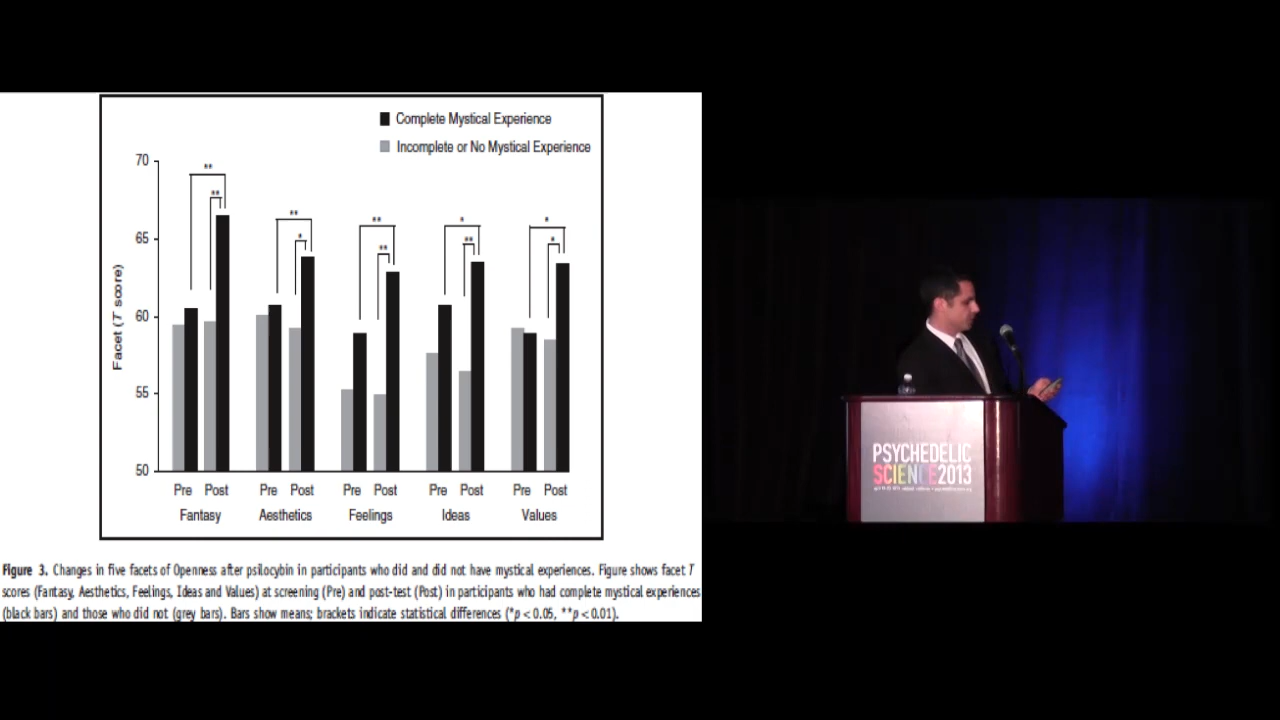 Complete Mystical Experience
Incomplete or No Mystical Experience
70
65
60
55
50
Facet (T score)
**
**
**
*
**
**
*
**
*
*
Pre Post Pre Post Pre Post Pre Post Pre Post
Fantasy Aesthetics Feelings Ideas Values
Figure 3. Changes in five facets of Openness after psilocybin in participants who did and did not have mystical experiences. Figure shows facet T
scores (Fantasy, Aesthetics, Feelings, Ideas and Values) at screening (Pre) and post-test (Post) in participants who had complete mystical experiences
(black bars) and those who did not (grey bars). Bars show means; brackets indicate statistical differences (*p < 0.05, **p < 0.01).
PSYCHEDELIC
SCIENCE2013